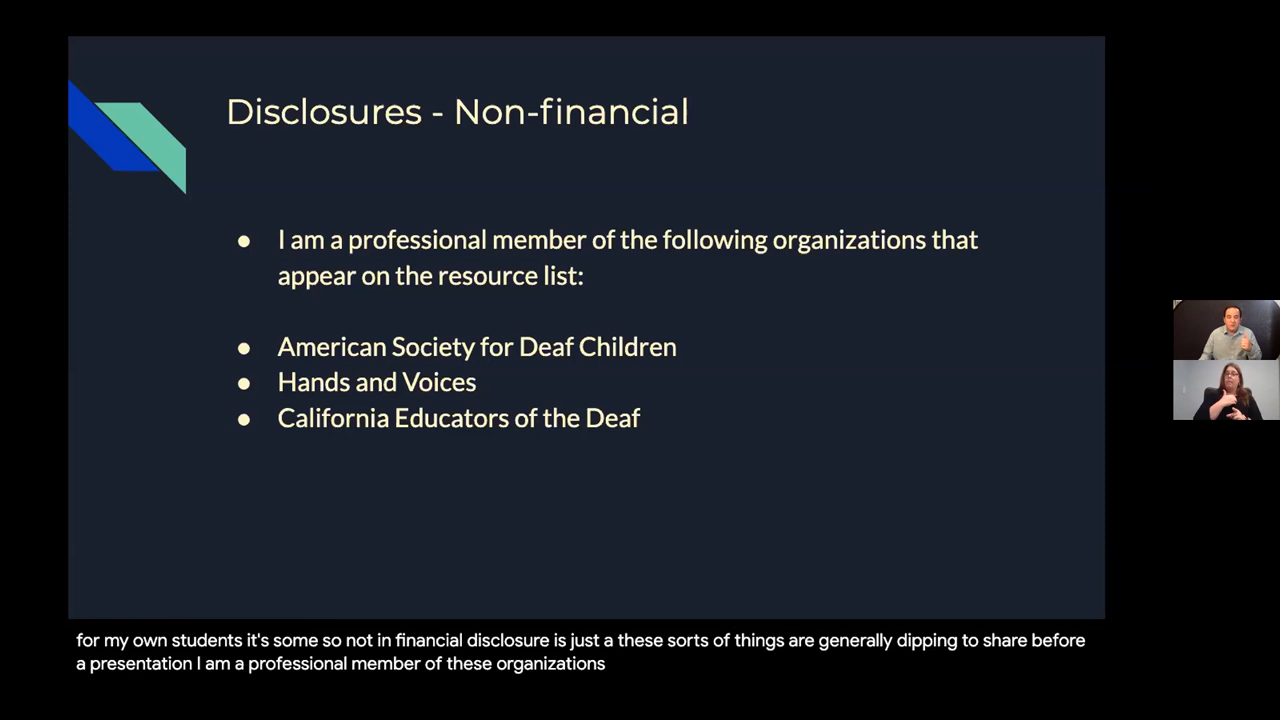 Disclosures - Non-financial
● I am a professional member of the following organizations that
appear on the resource list:
● American Society for Deaf Children
● Hands and Voices
● California Educators of the Deaf
for my own students it's some so not in financial disclosure is just a these sorts of things are generally dipping to share before
a presentation I am a professional member of these organizations